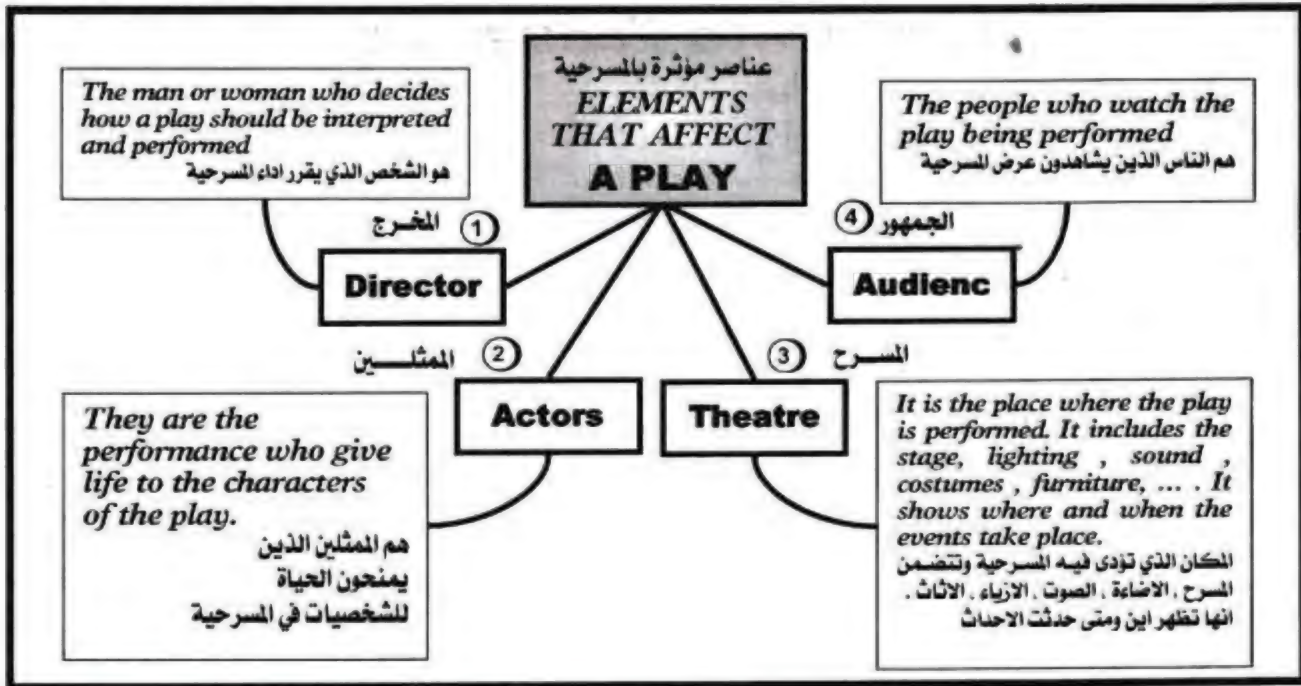 عناصر مؤثرة بالمسرحية
ELEMENTS
THAT AFFECT
A PLAY
The man or woman who decides
how a play should be interpreted
and performed
هو الشخص الذي يقرر اداء المسرحية
المخرج ①
Director
الممثلــــين ②
Actors
They are the
performance who give
life to the characters
of the play.
هم الممثلين الذين
يمنحون الحياة
للشخصيات في المسرحية
③ المســرح
Theatre
It is the place where the play
is performed. It includes the
stage, lighting , sound ,
costumes , furniture, ... . It
shows where and when the
events take place.
المكان الذي تؤدى فيه المسرحية وتتضمن
المسرح ، الاضاءة ، الصوت ، الازياء ، الاثاث .
انها تظهر اين ومتى حدثت الاحداث
④ الجمهور
Audienc
The people who watch the
play being performed
هم الناس الذين يشاهدون عرض المسرحية